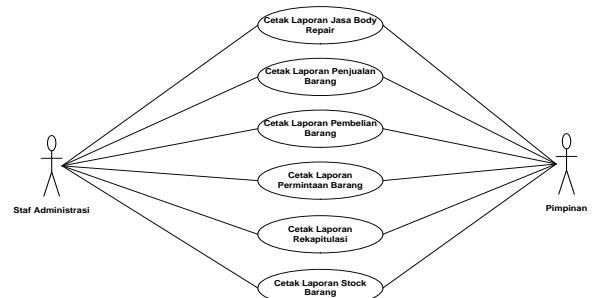 Cetak Laporan Jasa Body
Repair
Cetak Laporan Penjualan
Barang
Cetak Laporan Pembelian
Barang
Cetak Laporan
Permintaan Barang
Cetak Laporan
Rekapitulasi
Cetak Laporan Stock
Barang
Staf Administrasi
Pimpinan